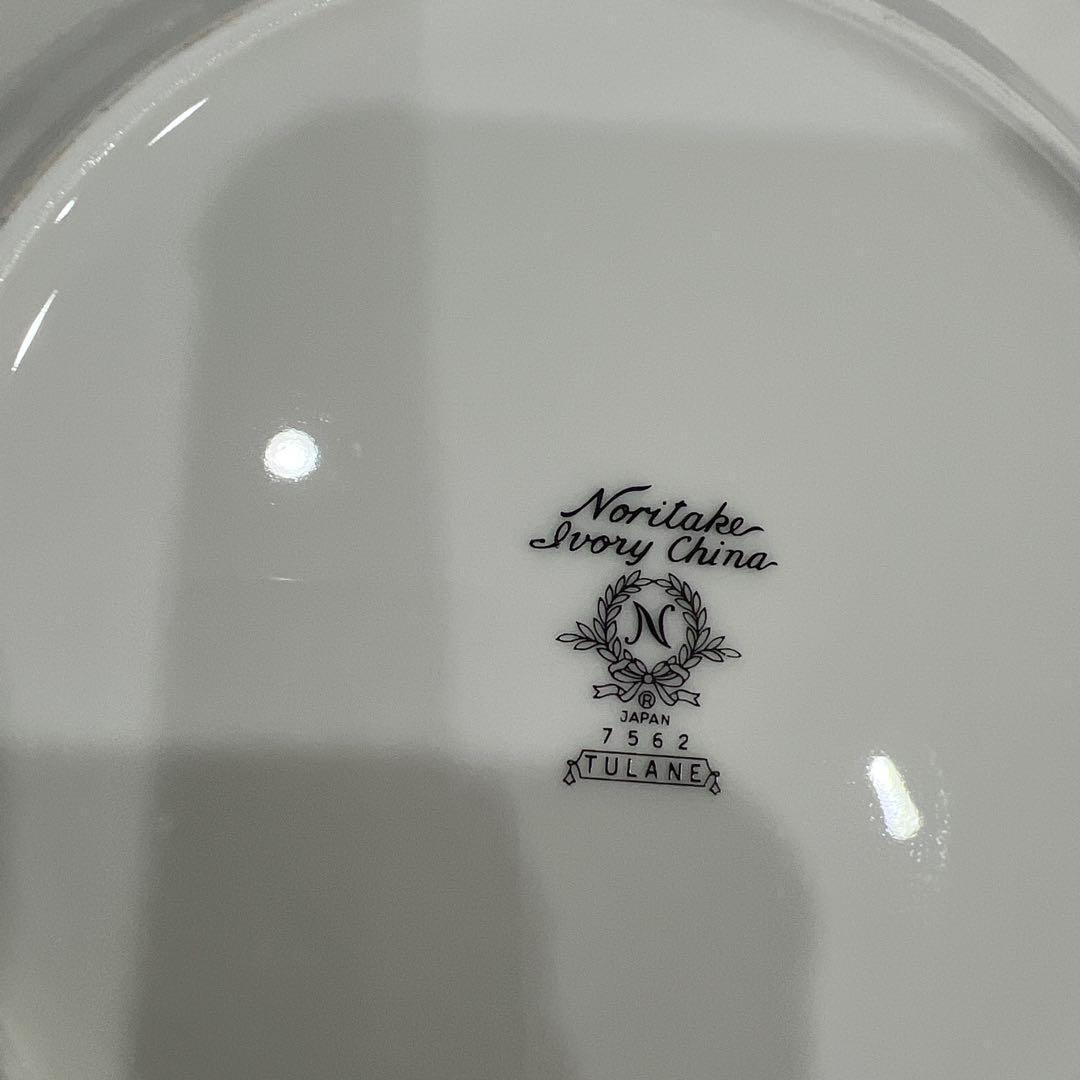 Noritake
Ivory China
N
®
JAPAN
7562
TULANE